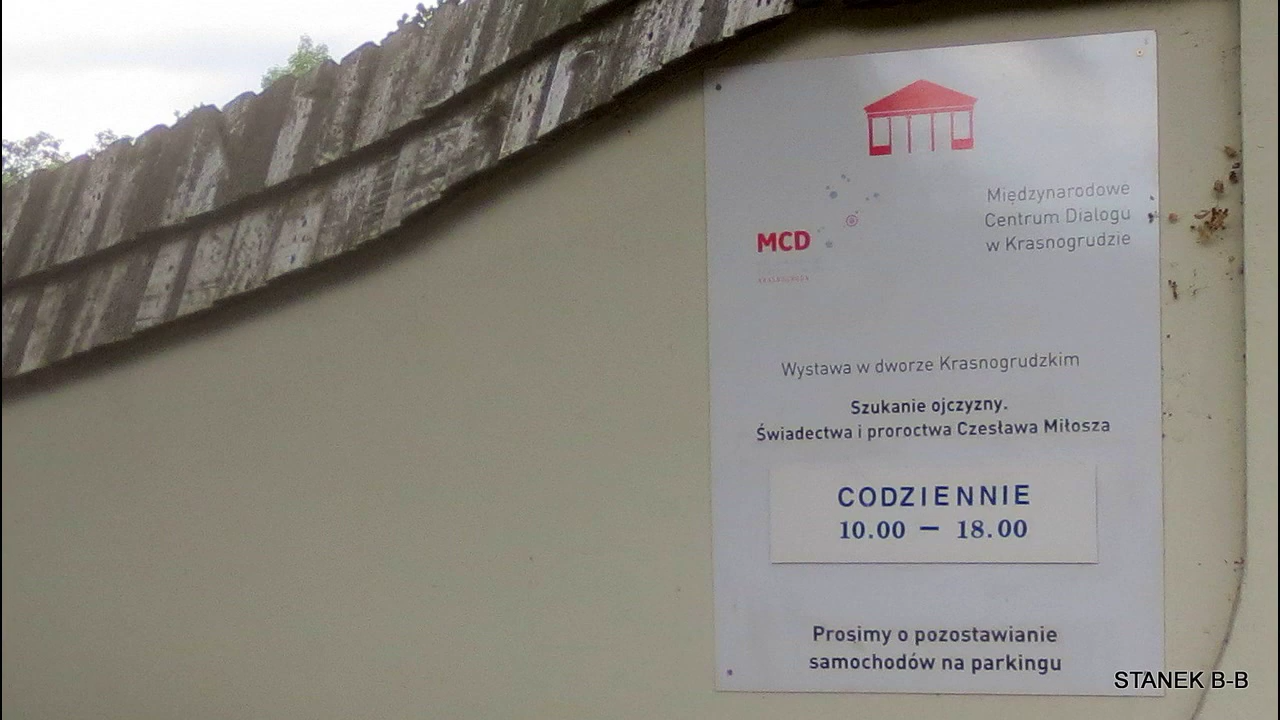 Międzynarodowe
Centrum Dialogu
w Krasnogrudzie
MCD
Wystawa w dworze Krasnogrudzkim
Szukanie ojczyzny.
Świadectwa i proroctwa Czesława Miłosza
CODZIENNIE
10.00 – 18.00
Prosimy o pozostawianie
samochodów na parkingu
STANEK B-B